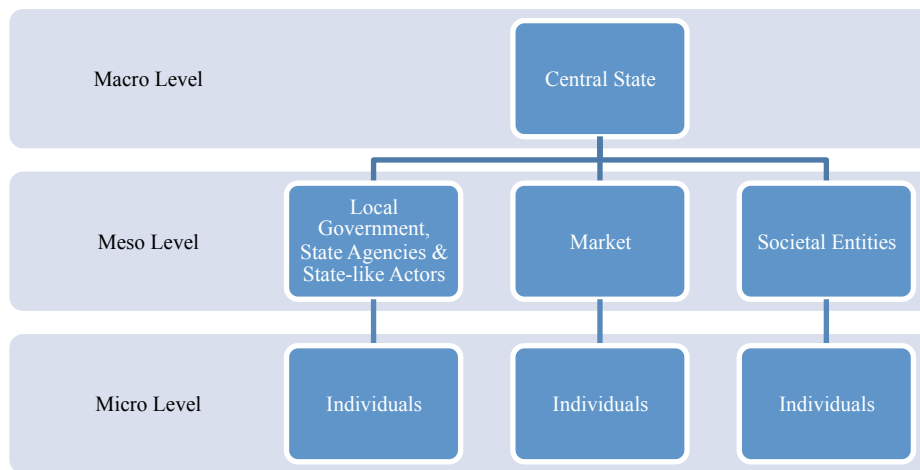 Macro Level
Central State
Meso Level
Local
Government,
State Agencies &
State-like Actors
Market
Societal Entities
Micro Level
Individuals
Individuals
Individuals